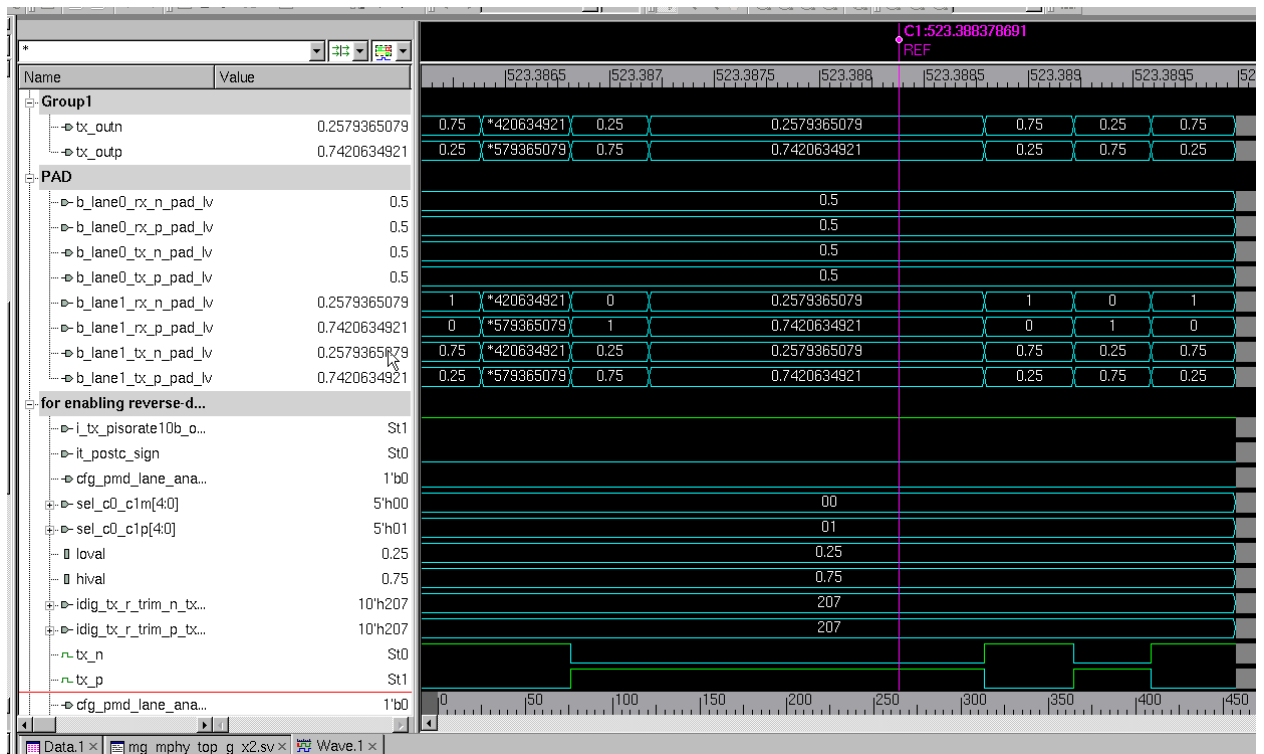 C1:523.388378691
REF
*
Name Value 523.3865 523.387 523.3875 523.388 523.3885 523.389 523.3895 52
Group1
tx_outn 0.2579365079 0.75 *420634921 0.25 0.2579365079 0.75 0.25 0.75
tx_outp 0.7420634921 0.25 *579365079 0.75 0.7420634921 0.25 0.75 0.25
PAD
b_lane0_rx_n_pad_lv 0.5 0.5
b_lane0_rx_p_pad_lv 0.5 0.5
b_lane0_tx_n_pad_lv 0.5 0.5
b_lane0_tx_p_pad_lv 0.5 0.5
b_lane1_rx_n_pad_lv 0.2579365079 1 *420634921 0 0.2579365079 1 0 1
b_lane1_rx_p_pad_lv 0.7420634921 0 *579365079 1 0.7420634921 0 1 0
b_lane1_tx_n_pad_lv 0.2579365079 0.75 *420634921 0.25 0.2579365079 0.75 0.25 0.75
b_lane1_tx_p_pad_lv 0.7420634921 0.25 *579365079 0.75 0.7420634921 0.25 0.75 0.25
for enabling reverse-d...
i_tx_pisorate10b_o... St1
it_postc_sign St0
cfg_pmd_lane_ana... 1'b0
sel_c0_c1m[4:0] 5'h00 00
sel_c0_c1p[4:0] 5'h01 01
loval 0.25 0.25
hival 0.75 0.75
idig_tx_r_trim_n_tx... 10'h207 207
idig_tx_r_trim_p_tx... 10'h207 207
tx_n St0
tx_p St1
cfg_pmd_lane_ana... 1'b0 0 50 100 150 200 250 300 350 400 450
Data.1 mg_mphy_top_g_x2.sv Wave.1